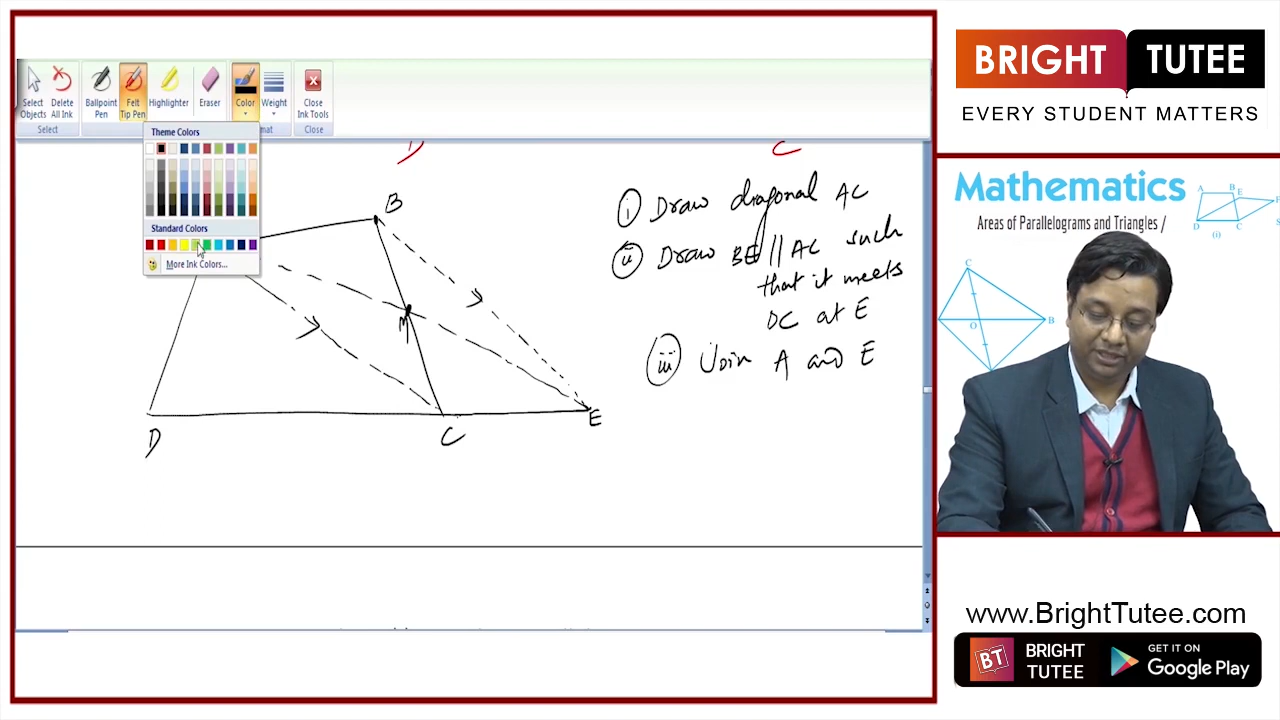 BRIGHT TUTEE
EVERY STUDENT MATTERS
Select Objects
Delete All Ink
Ballpoint Pen
Felt Tip Pen
Highlighter
Eraser
Color
Weight
Close Ink Tools
Select
mat
Close
Theme Colors
Standard Colors
More Ink Colors...
D
C
B
M
D
C
E
i Draw diagonal AC
ii Draw BE || AC such
that it meets
DC at E
iii Join A and E
Mathematics
Areas of Parallelograms and Triangles /
A
B
E
F
D
C
S
(i)
C
O
B
www.BrightTutee.com
BT
BRIGHT
TUTEE
GET IT ON
Google Play